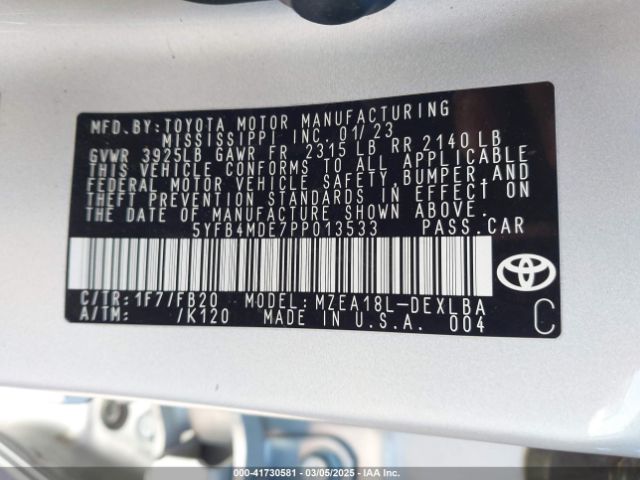 MFD.BY:TOYOTA MOTOR MANUFACTURING
MISSISSIPPI INC. 01/23
GVWR 3925LB GAWR FR 2315 LB RR 2140 LB
THIS VEHICLE CONFORMS TO ALL APPLICABLE
FEDERAL MOTOR VEHICLE SAFETY, BUMPER, AND
THEFT PREVENTION STANDARDS IN EFFECT ON
THE DATE OF MANUFACTURE SHOWN ABOVE.
5YFB4MDE7PP013533 PASS.CAR
C/TR:1F7/FB20 MODEL:MZEA18L-DEXLBA
A/TM: /K120 MADE IN U.S.A. 004 C
000-41730581 | 03/05/2025 - IAA Inc.